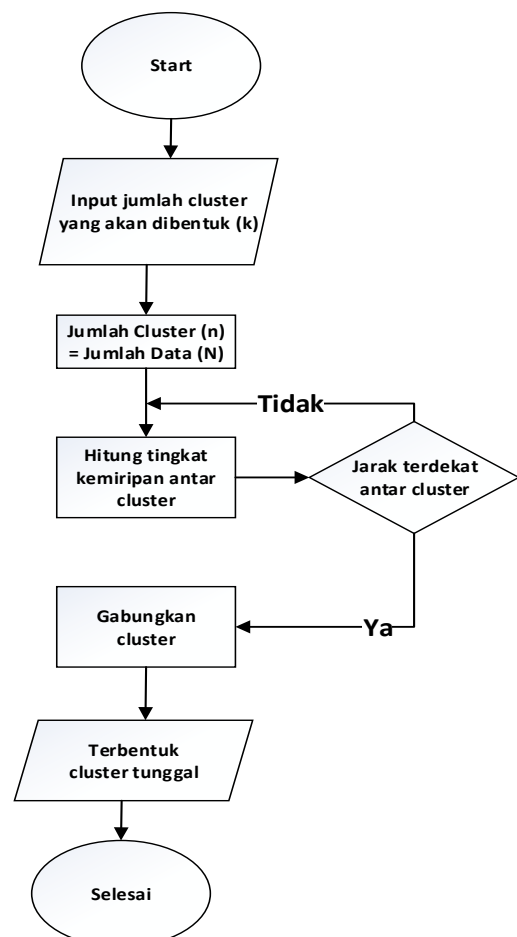 Start
Input jumlah cluster
yang akan dibentuk (k)
Jumlah Cluster (n)
= Jumlah Data (N)
Tidak
Hitung tingkat
kemiripan antar
cluster
Jarak terdekat
antar cluster
Gabungkan
cluster
Ya
Terbentuk
cluster tunggal
Selesai